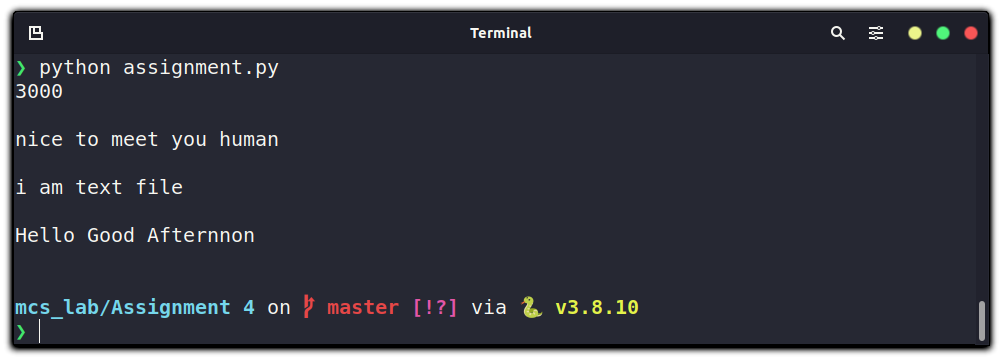 Terminal
❯ python assignment.py
3000
nice to meet you human
i am text file
Hello Good Afternnon
mcs_lab/Assignment 4 on master [!?] via 🐍 v3.8.10
❯